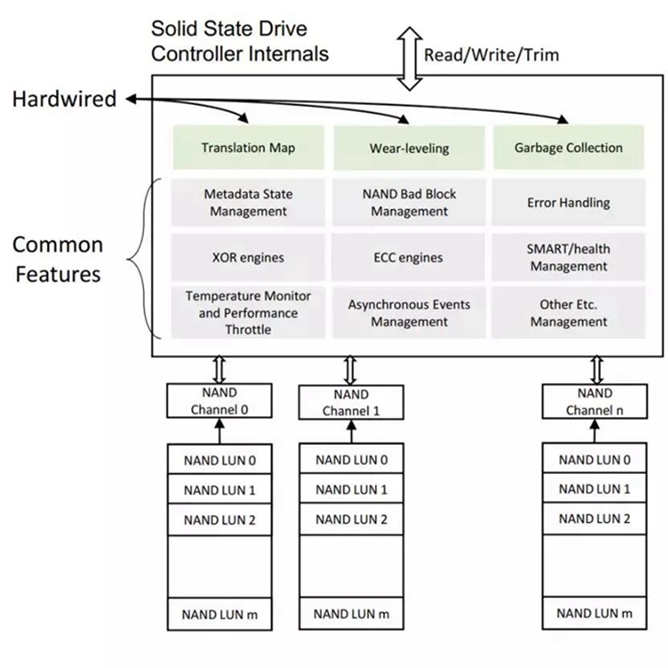 Solid State Drive
Controller Internals
Read/Write/Trim
Hardwired
Translation Map
Wear-leveling
Garbage Collection
Common
Features
Metadata State
Management
NAND Bad Block
Management
Error Handling
XOR engines
ECC engines
SMART/health
Management
Temperature Monitor
and Performance
Throttle
Asynchronous Events
Management
Other Etc.
Management
NAND
Channel 0
NAND
Channel 1
NAND
Channel n
NAND LUN 0
NAND LUN 1
NAND LUN 2
NAND LUN m
NAND LUN 0
NAND LUN 1
NAND LUN 2
NAND LUN m
NAND LUN 0
NAND LUN 1
NAND LUN 2
NAND LUN m